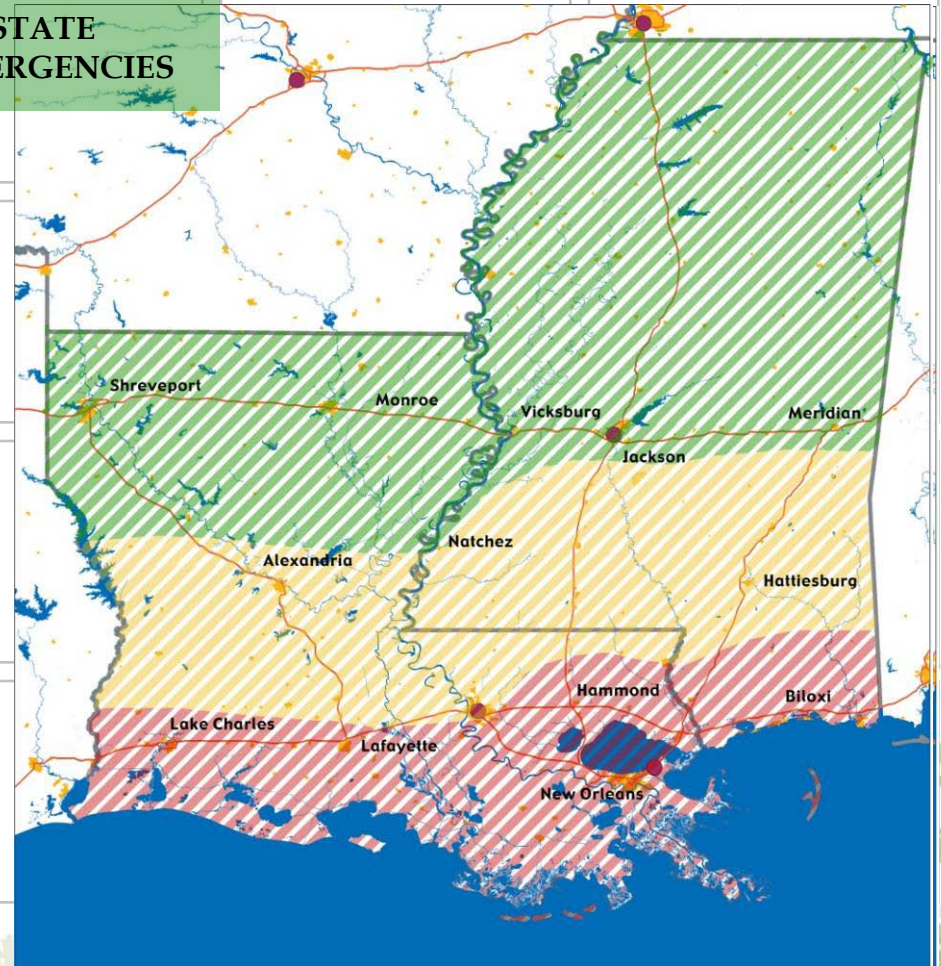 STATE
ERGENCIES
Shreveport
Monroe
Vicksburg
Meridian
Jackson
Natchez
Alexandria
Hattiesburg
Hammond
Biloxi
Lake Charles
Lafayette
New Orleans